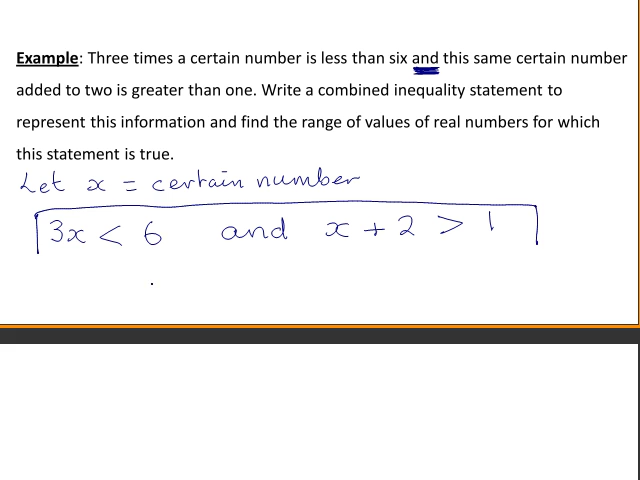 Example: Three times a certain number is less than six and this same certain number
added to two is greater than one. Write a combined inequality statement to
represent this information and find the range of values of real numbers for which
this statement is true.
Let x = certain number
3x < 6 and x + 2 > 1